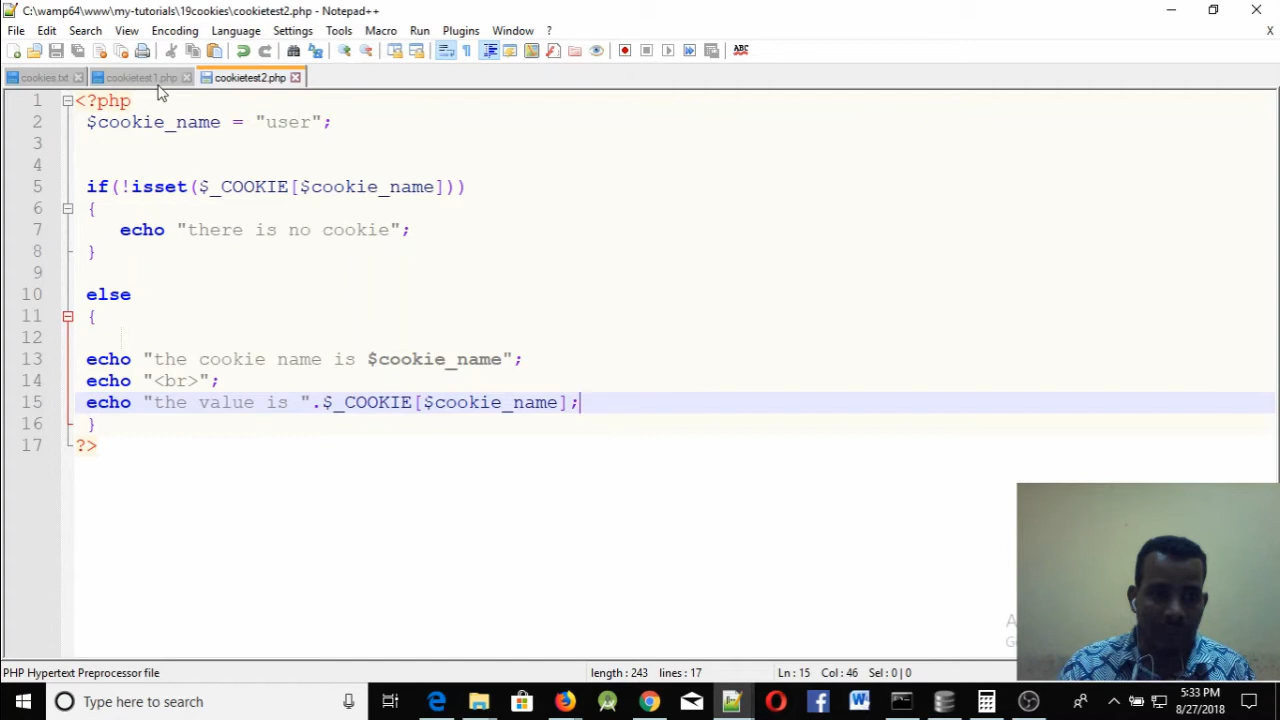 C:\wamp64\www\my-tutorials\19cookies\cookietest2.php - Notepad++
File Edit Search View Encoding Language Settings Tools Macro Run Plugins Window ? X
ABC
cookies.txt cookietest1.php cookietest2.php
1 <?php
2 $cookie_name = "user";
3
4
5 if(!isset($_COOKIE[$cookie_name]))
6 {
7 echo "there is no cookie";
8 }
9
10 else
11 {
12
13 echo "the cookie name is $cookie_name";
14 echo "<br>";
15 echo "the value is ".$_COOKIE[$cookie_name];
16 }
17 ?>
PHP Hypertext Preprocessor file length : 243 lines : 17 Ln : 15 Col : 46 Sel : 0 | 0
Type here to search
5:33 PM
8/27/2018